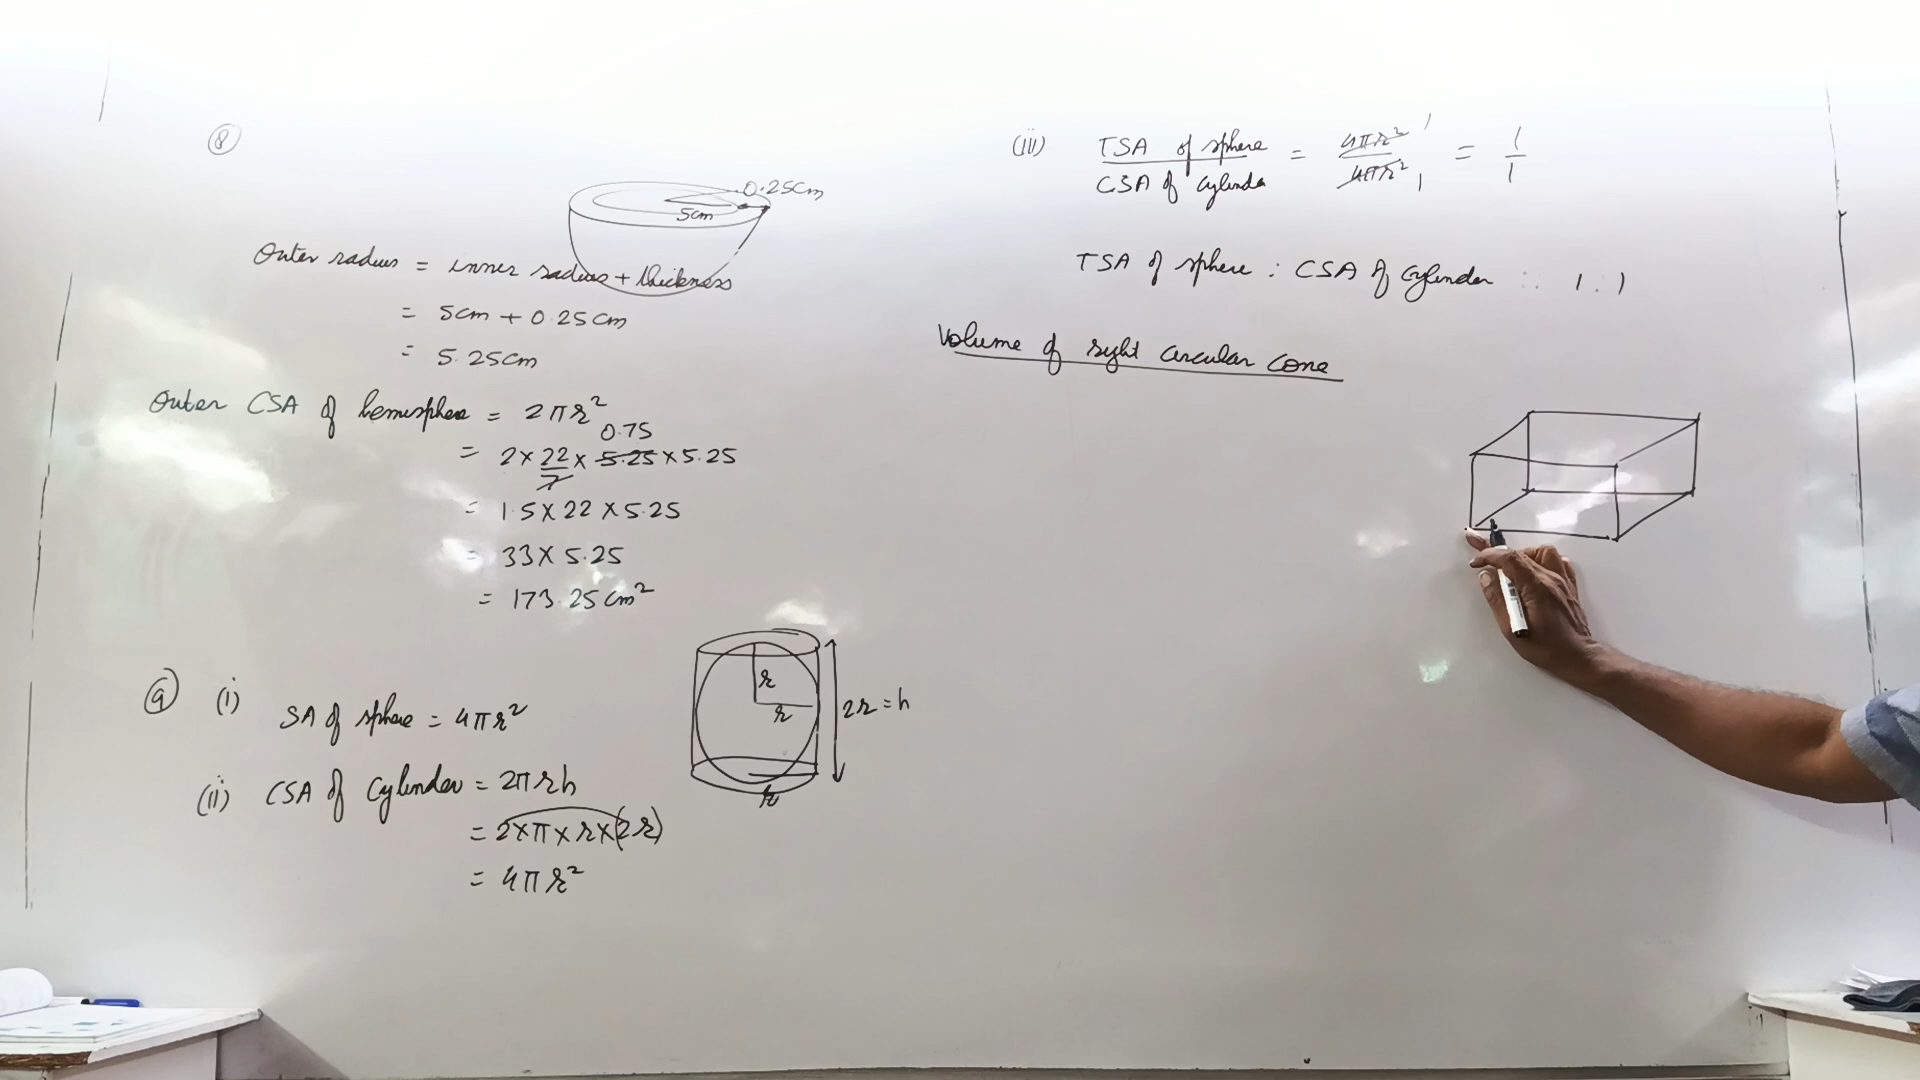 ⑧
0.25cm
5cm
Outer radius = inner radius + thickness
= 5cm + 0.25cm
= 5.25cm
Outer CSA of hemisphere = 2πr²
0.75
= 2 × 22/7 × 5.25 × 5.25
= 1.5 × 22 × 5.25
= 33 × 5.25
= 173.25 cm²
⑨ (i) SA of sphere = 4πr²
r
r
2r = h
r
(ii) CSA of cylinder = 2πrh
= 2×π×r×(2r)
= 4πr²
(iii) TSA of sphere / CSA of cylinder = 4πr² 1 / 4πr² 1 = 1/1
TSA of sphere : CSA of cylinder :: 1 : 1
Volume of right circular cone